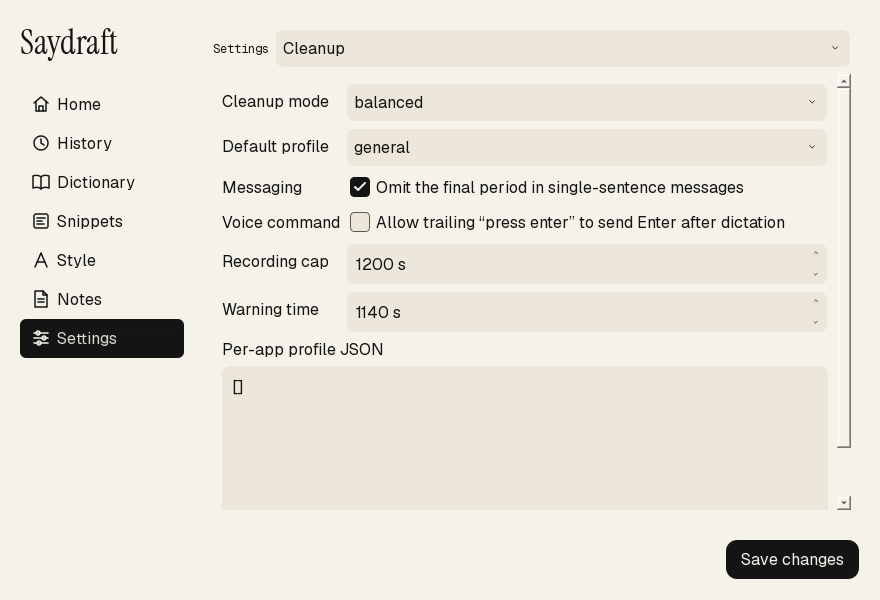 Saydraft
Settings
Cleanup
Home
History
Dictionary
Snippets
Style
Notes
Settings
Cleanup mode
balanced
Default profile
general
Messaging
Omit the final period in single-sentence messages
Voice command
Allow trailing “press enter” to send Enter after dictation
Recording cap
1200 s
Warning time
1140 s
Per-app profile JSON
[]
Save changes